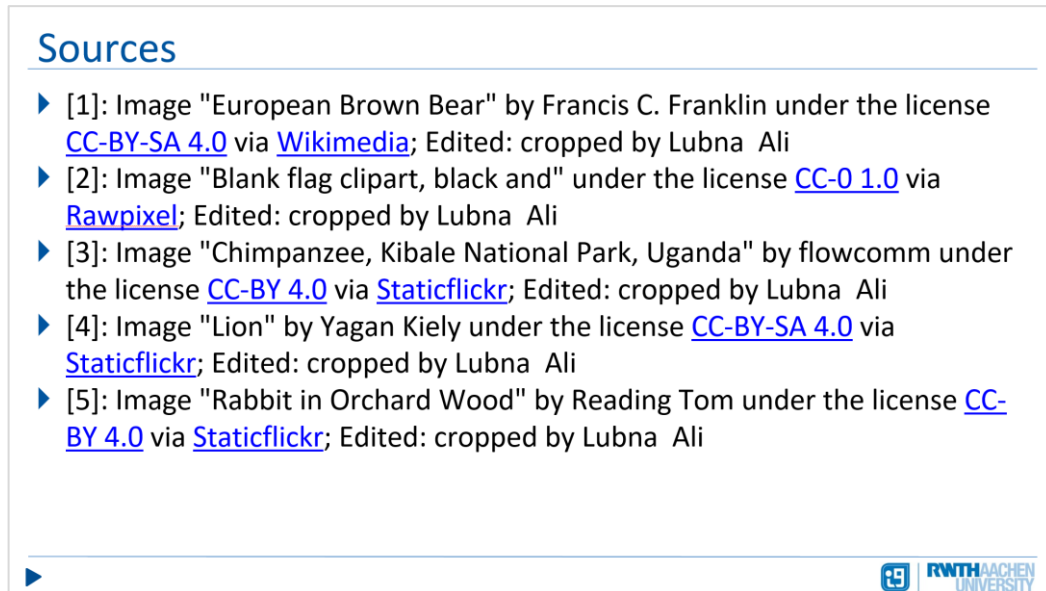 Sources
[1]: Image "European Brown Bear" by Francis C. Franklin under the license
CC-BY-SA 4.0 via Wikimedia; Edited: cropped by Lubna  Ali
[2]: Image "Blank flag clipart, black and" under the license CC-0 1.0 via
Rawpixel; Edited: cropped by Lubna  Ali
[3]: Image "Chimpanzee, Kibale National Park, Uganda" by flowcomm under
the license CC-BY 4.0 via Staticflickr; Edited: cropped by Lubna  Ali
[4]: Image "Lion" by Yagan Kiely under the license CC-BY-SA 4.0 via
Staticflickr; Edited: cropped by Lubna  Ali
[5]: Image "Rabbit in Orchard Wood" by Reading Tom under the license CC-
BY 4.0 via Staticflickr; Edited: cropped by Lubna  Ali
RWTHAACHEN
UNIVERSITY